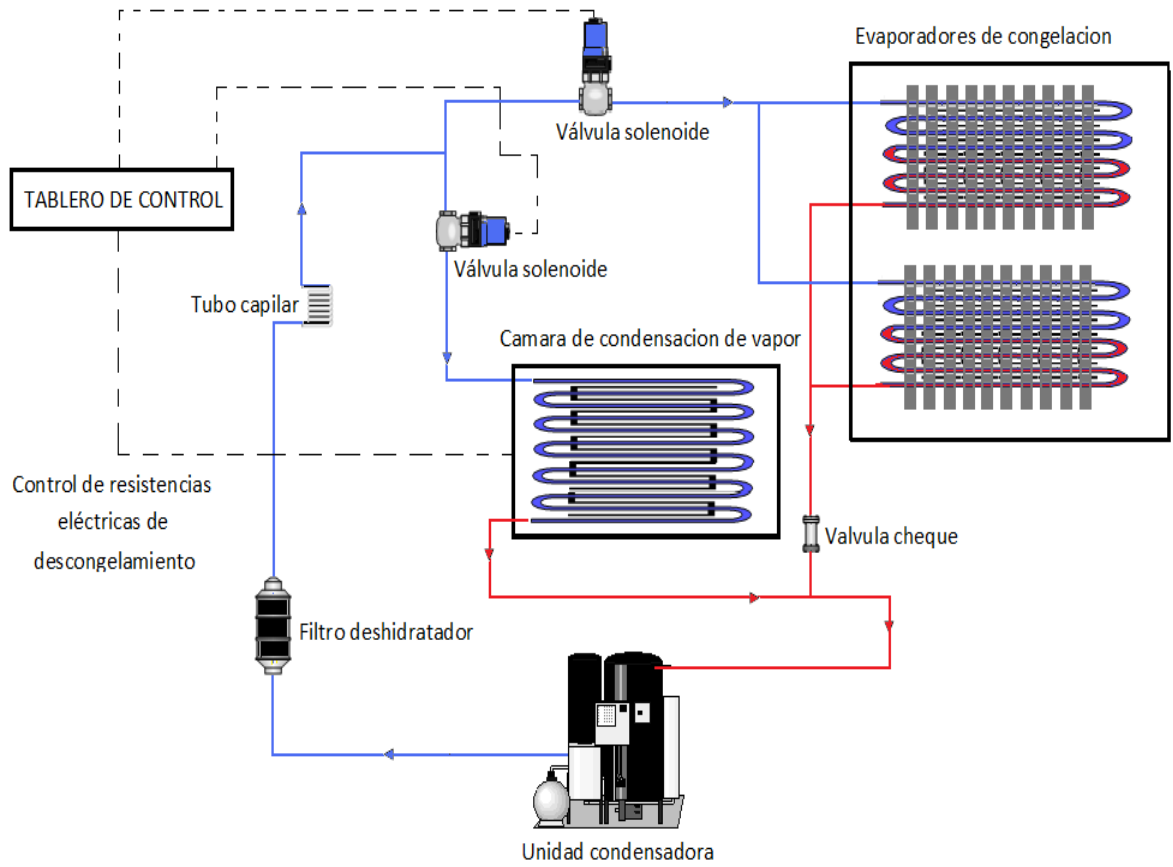 Evaporadores de congelacion
Válvula solenoide
TABLERO DE CONTROL
Válvula solenoide
Tubo capilar
Camara de condensacion de vapor
Control de resistencias
eléctricas de
descongelamiento
Valvula cheque
Filtro deshidratador
Unidad condensadora